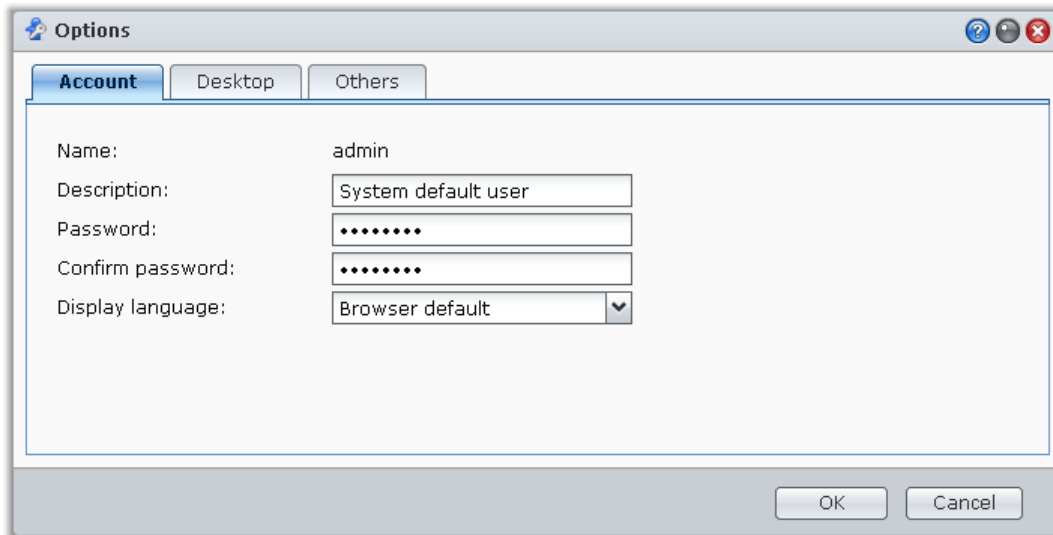 Options
Account Desktop Others
Name: admin
Description: System default user
Password: ••••••••
Confirm password: ••••••••
Display language: Browser default
OK Cancel